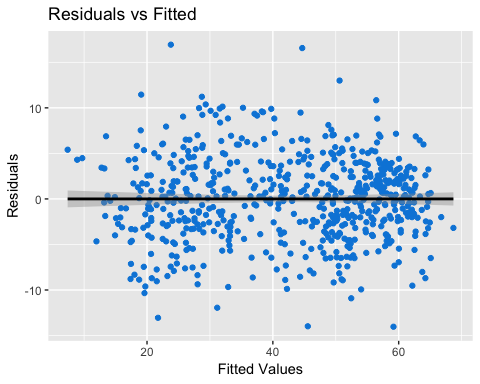 Residuals vs Fitted
10
0
-10
Residuals
20 40 60
Fitted Values